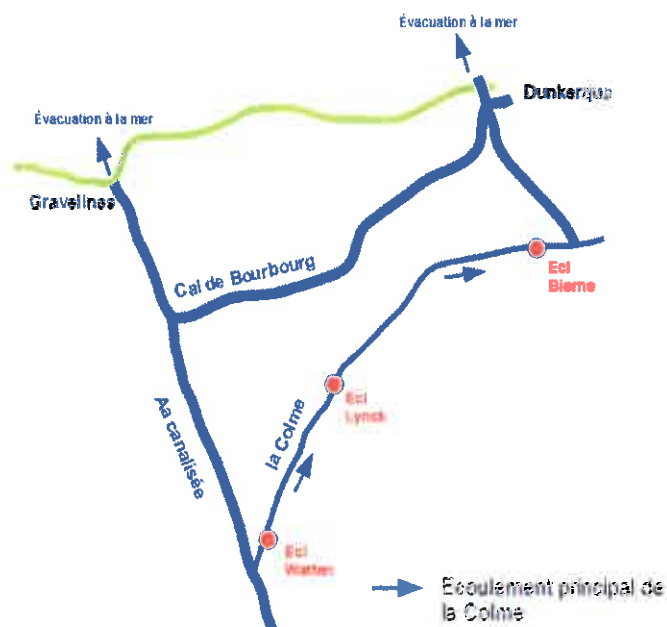 Évacuation à la mer
Dunkerque
Évacuation à la mer
Gravelines
Cal de Bourbourg
Ecl
Bierne
Aa canalisée
la Colme
Ecl
Lynck
Ecl
Watten
Ecoulement principal de
la Colme